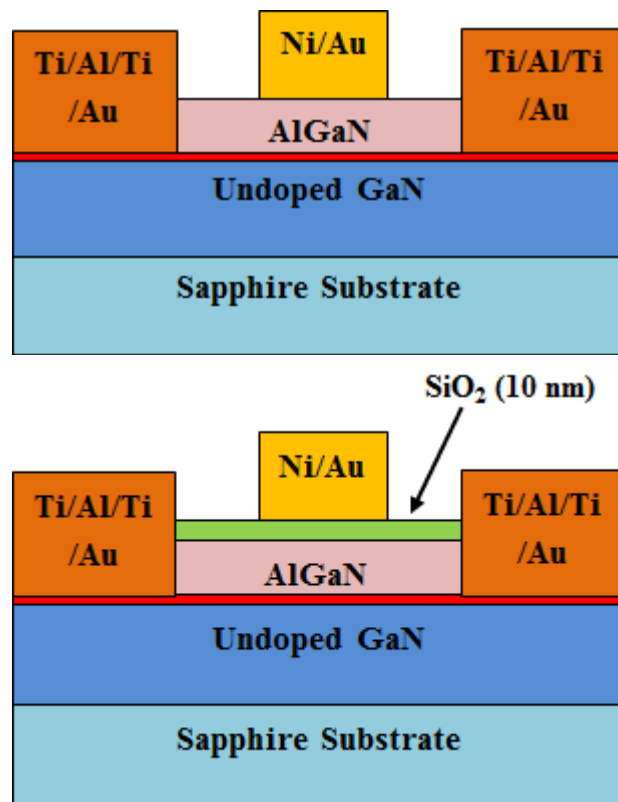 Ni/Au
Ti/Al/Ti
/Au
Ti/Al/Ti
/Au
AlGaN
Undoped GaN
Sapphire Substrate
SiO₂ (10 nm)
Ni/Au
Ti/Al/Ti
/Au
Ti/Al/Ti
/Au
AlGaN
Undoped GaN
Sapphire Substrate